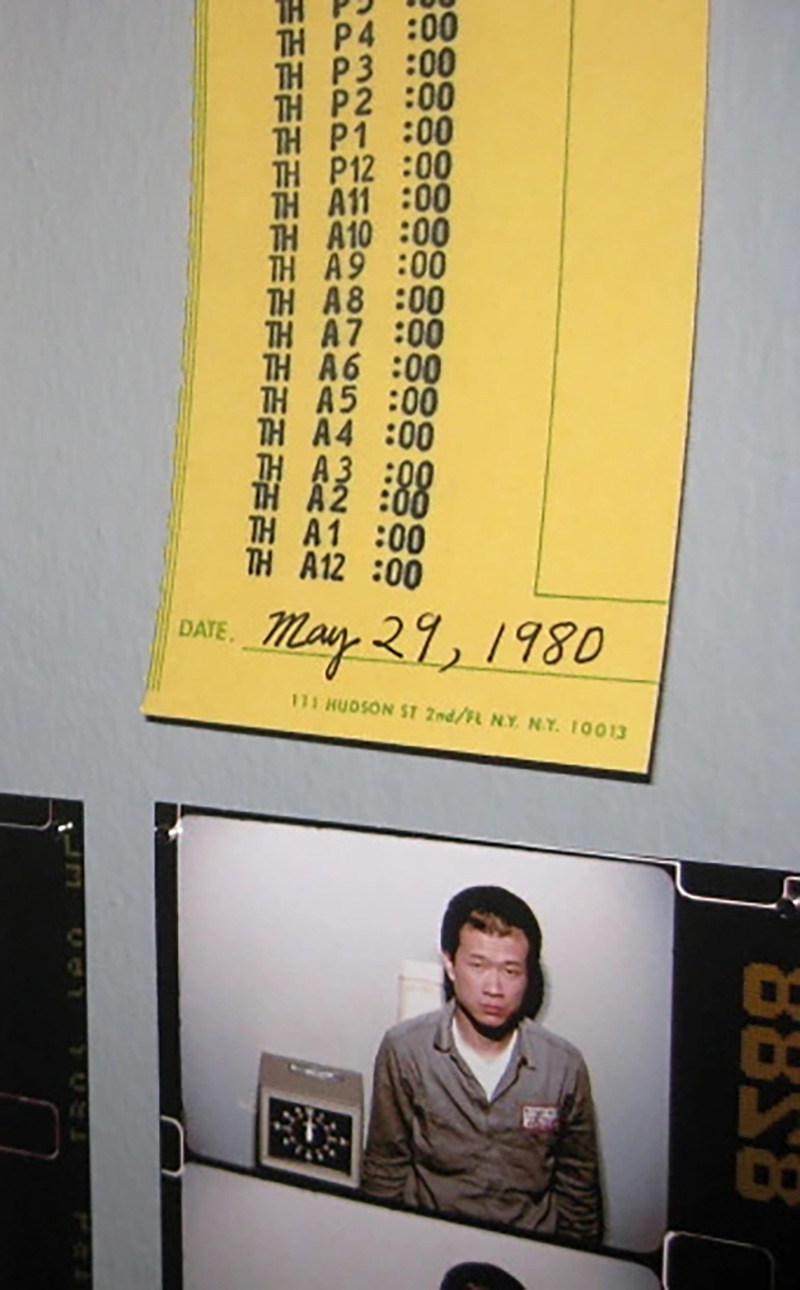 TH P5 :00
TH P4 :00
TH P3 :00
TH P2 :00
TH P1 :00
TH P12 :00
TH A11 :00
TH A10 :00
TH A9 :00
TH A8 :00
TH A7 :00
TH A6 :00
TH A5 :00
TH A4 :00
TH A3 :00
TH A2 :00
TH A1 :00
TH A12 :00
DATE. May 29, 1980
111 HUDSON ST 2nd/FL N.Y. N.Y. 10013